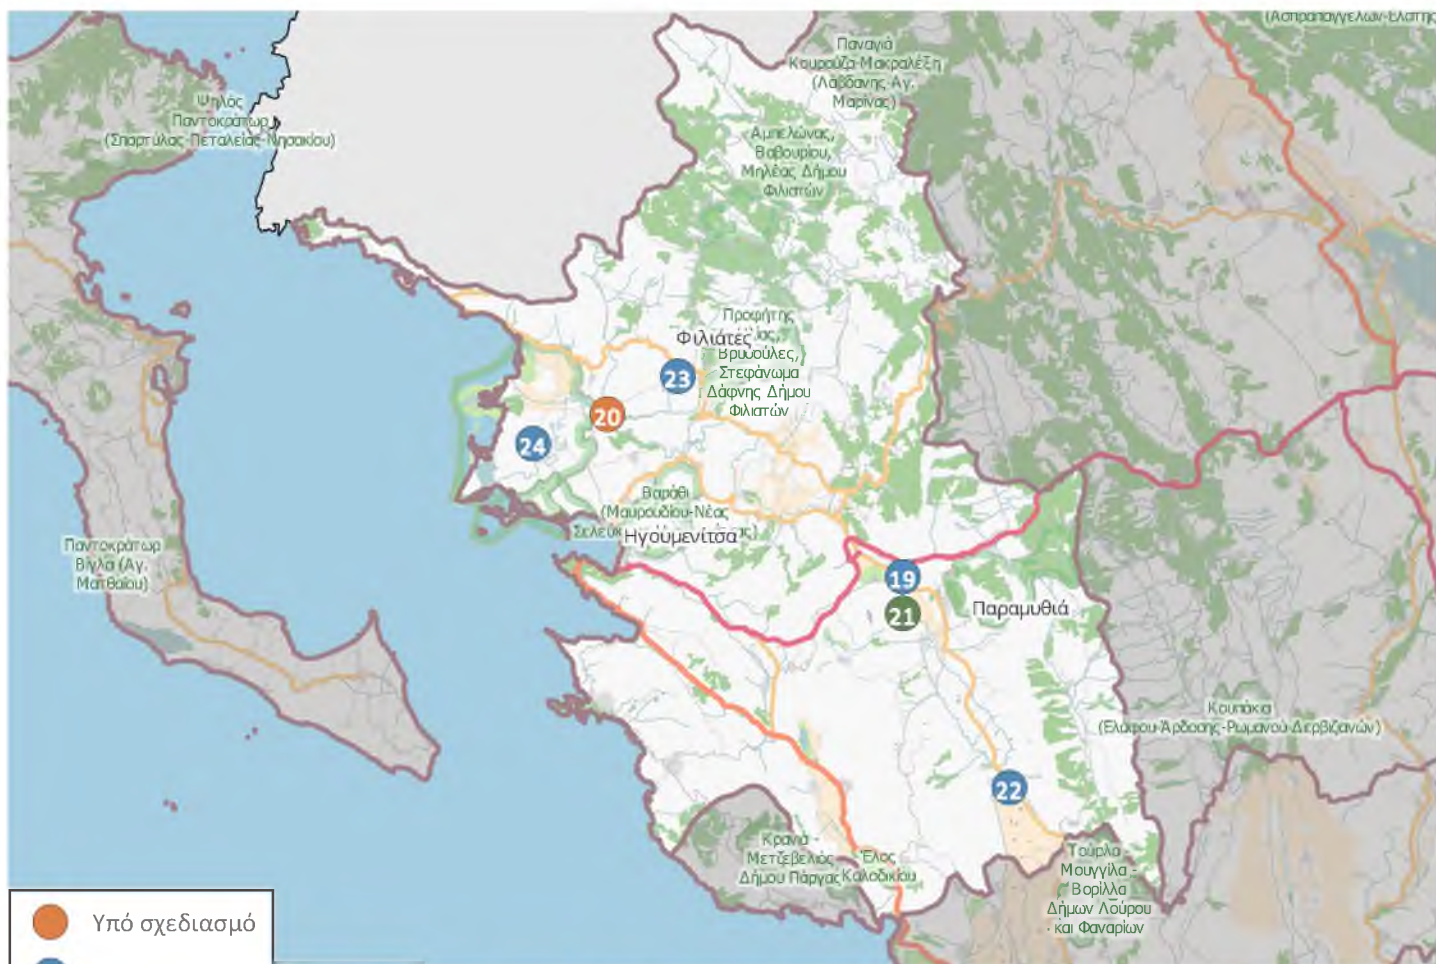 (Ασπραπαγγέλων-Ελάτης
Παναγιά
Κουρούζα-Μακραλέξη
(Λάβδανης-Αγ.
Μαρίνας)
Ψηλός
Παντοκράτωρ
(Σπαρτύλας-Πεταλείας-Νησακίου)
Αμπελώνας,
Βαβουρίου,
Μηλέας Δήμου
Φιλιατών
Προφήτης
Φιλιάτες
Βρυσούλες,
Στεφάνωμα
Δάφνης Δήμου
Φιλιατών
23
20
24
Βαράθι
(Μαυρουδίου-Νέας
Ηγουμενίτσα
Παντοκράτωρ
Βίγλα (Αγ.
Ματθαίου)
19
21
Παραμυθιά
Κουπάκια
(Ελάφου-Άρδοσης-Ρωμανού-Δερβιζιανών)
22
Κρανιά -
Μετζεβελιός
Δήμου Πάργας
Έλος
Καλοδικίου
Τούρλα -
Μουγγίλα -
Βορίλλα
Δήμων Λούρου
και Φαναρίων
Υπό σχεδιασμό